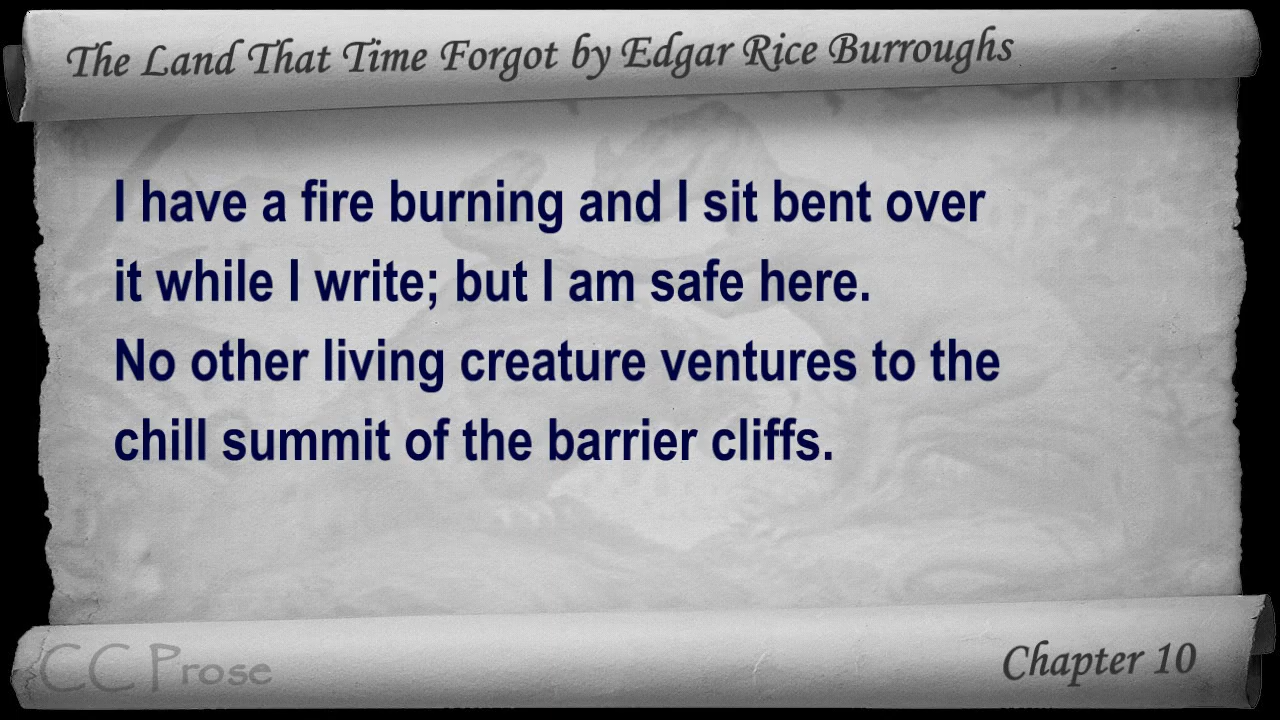 The Land That Time Forgot by Edgar Rice Burroughs
I have a fire burning and I sit bent over
it while I write; but I am safe here.
No other living creature ventures to the
chill summit of the barrier cliffs.
CC Prose
Chapter 10